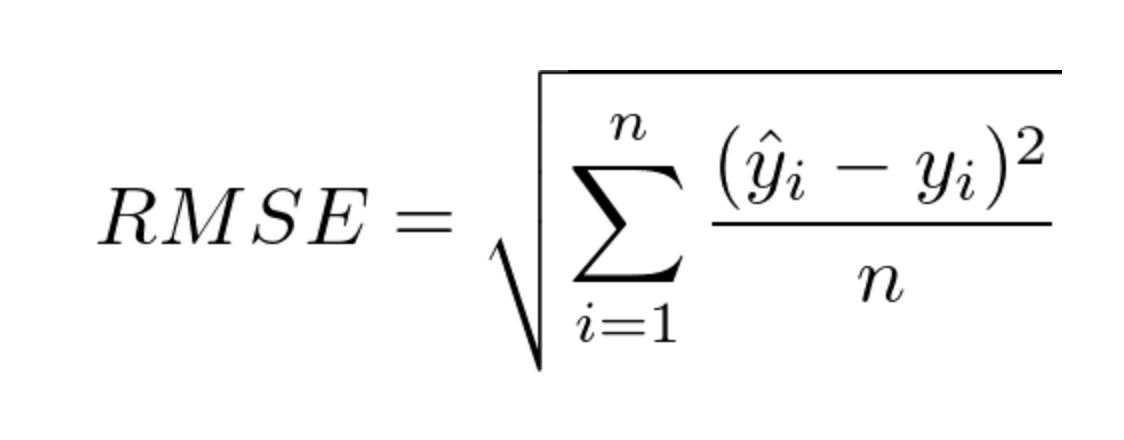 RMSE = \sqrt{\sum_{i=1}^{n} \frac{(\hat{y}_i - y_i)^2}{n}}